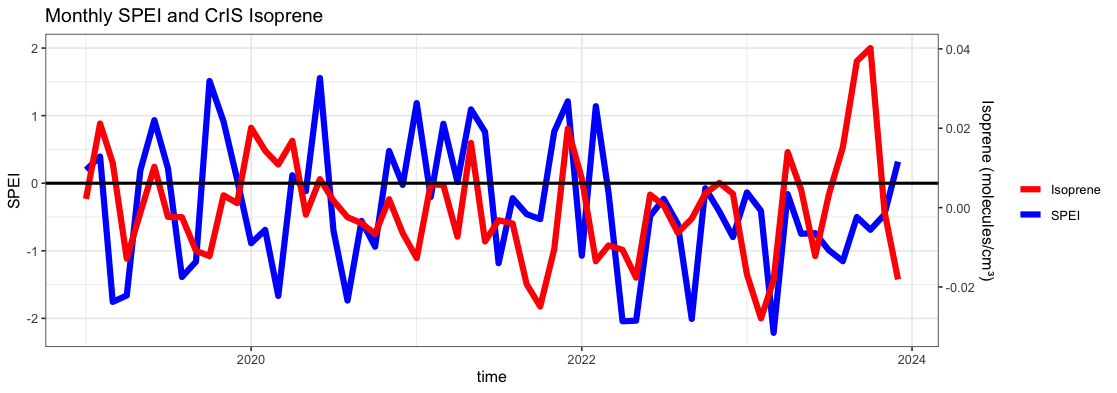 Monthly SPEI and CrIS Isoprene
2
1
0
-1
-2
SPEI
0.04
0.02
0.00
-0.02
Isoprene (molecules/cm³)
2020
2022
2024
time
Isoprene
SPEI